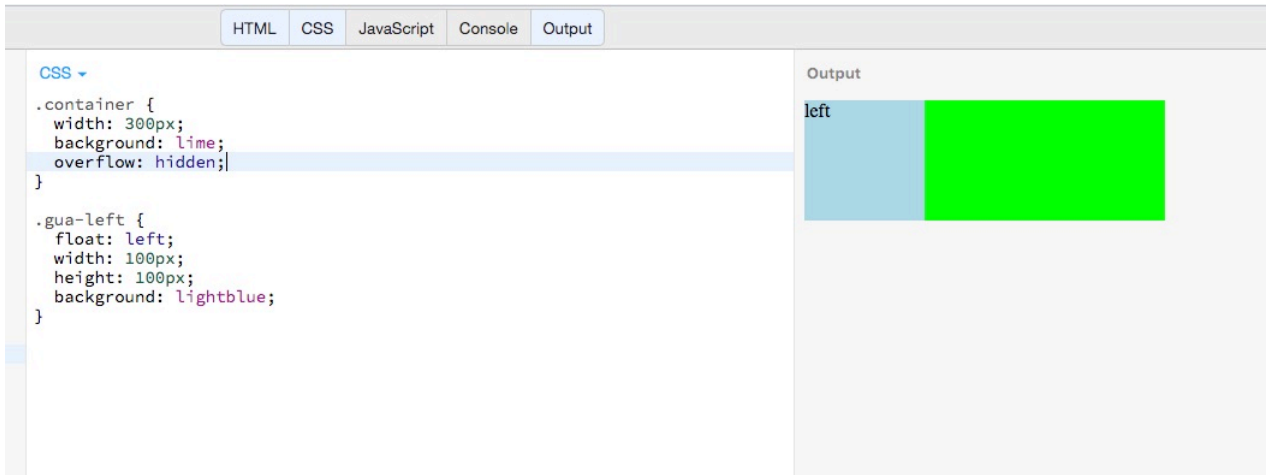 HTML CSS JavaScript Console Output
CSS
.container {
  width: 300px;
  background: lime;
  overflow: hidden;
}
.gua-left {
  float: left;
  width: 100px;
  height: 100px;
  background: lightblue;
}
Output
left